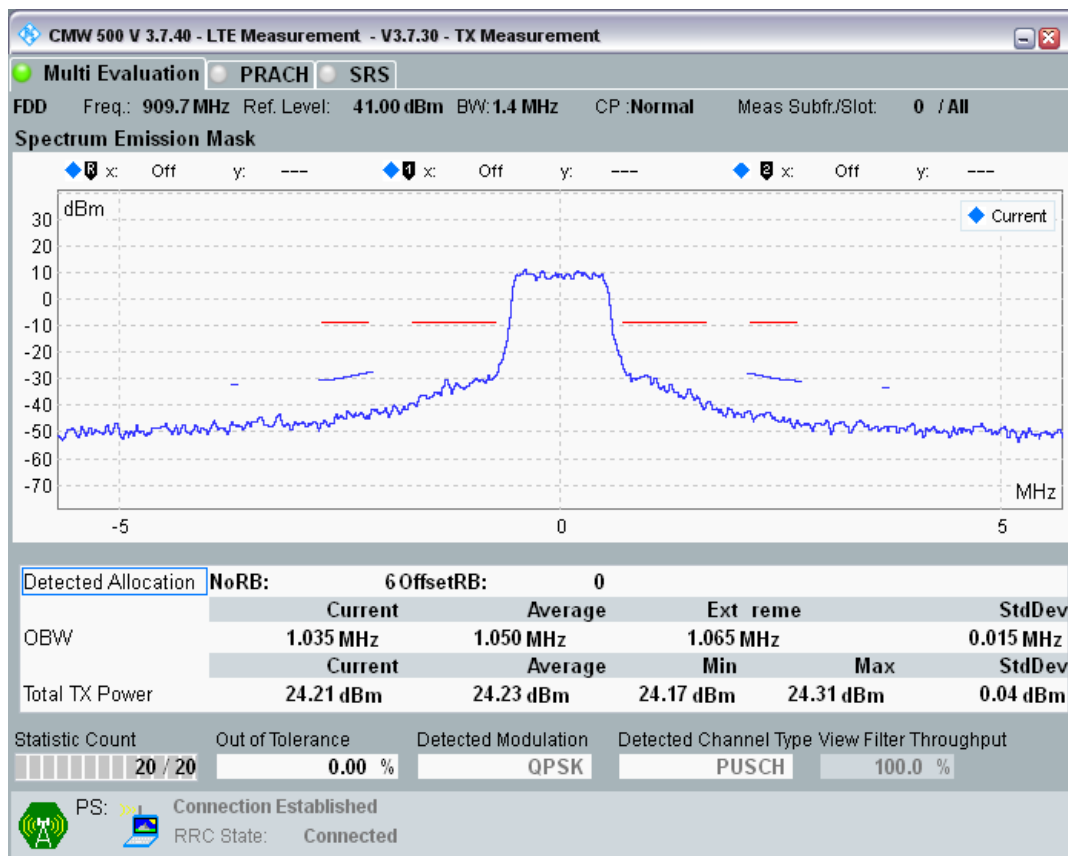 CMW 500 V 3.7.40 - LTE Measurement - V3.7.30 - TX Measurement
Multi Evaluation PRACH SRS
FDD Freq.: 909.7 MHz Ref. Level: 41.00 dBm BW: 1.4 MHz CP :Normal Meas Subfr./Slot: 0 / All
Spectrum Emission Mask
R x: Off y: --- 1 x: Off y: --- 2 x: Off y: ---
dBm
Current
30
20
10
0
-10
-20
-30
-40
-50
-60
-70
MHz
-5 0 5
Detected Allocation NoRB: 6 OffsetRB: 0
Current Average Ext reme StdDev
OBW 1.035 MHz 1.050 MHz 1.065 MHz 0.015 MHz
Current Average Min Max StdDev
Total TX Power 24.21 dBm 24.23 dBm 24.17 dBm 24.31 dBm 0.04 dBm
Statistic Count Out of Tolerance Detected Modulation Detected Channel Type View Filter Throughput
20 / 20 0.00 % QPSK PUSCH 100.0 %
PS: Connection Established
RRC State: Connected